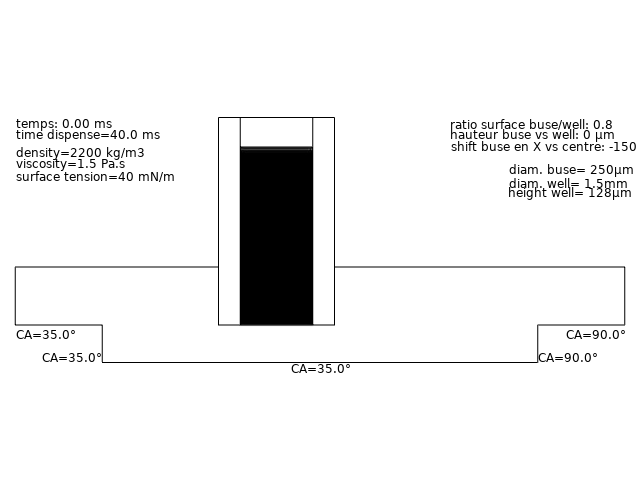 temps: 0.00 ms
time dispense=40.0 ms
density=2200 kg/m3
viscosity=1.5 Pa.s
surface tension=40 mN/m
ratio surface buse/well: 0.8
hauteur buse vs well: 0 µm
shift buse en X vs centre: -150
diam. buse= 250µm
diam. well= 1.5mm
height well= 128µm
CA=35.0°
CA=90.0°
CA=35.0°
CA=90.0°
CA=35.0°